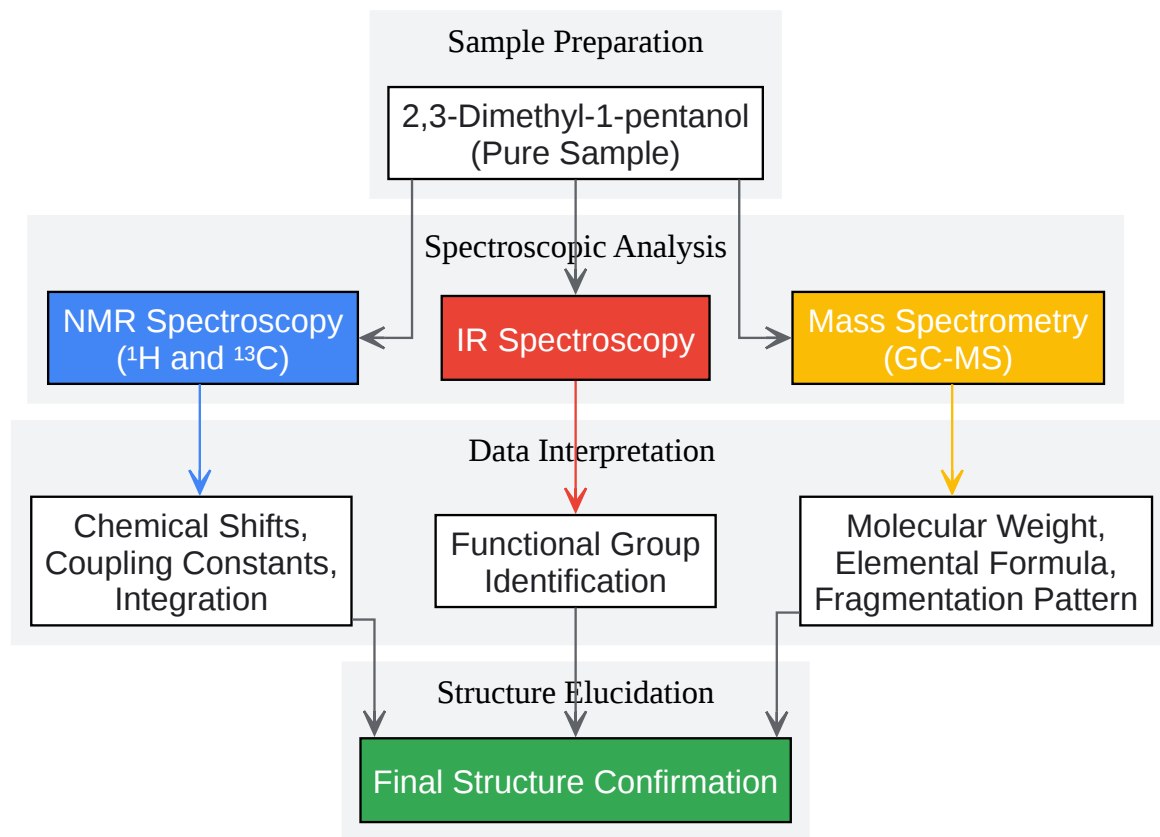 Sample Preparation
2,3-Dimethyl-1-pentanol
(Pure Sample)
Spectroscopic Analysis
NMR Spectroscopy
(¹H and ¹³C)
IR Spectroscopy
Mass Spectrometry
(GC-MS)
Data Interpretation
Chemical Shifts,
Coupling Constants,
Integration
Functional Group
Identification
Molecular Weight,
Elemental Formula,
Fragmentation Pattern
Structure Elucidation
Final Structure Confirmation